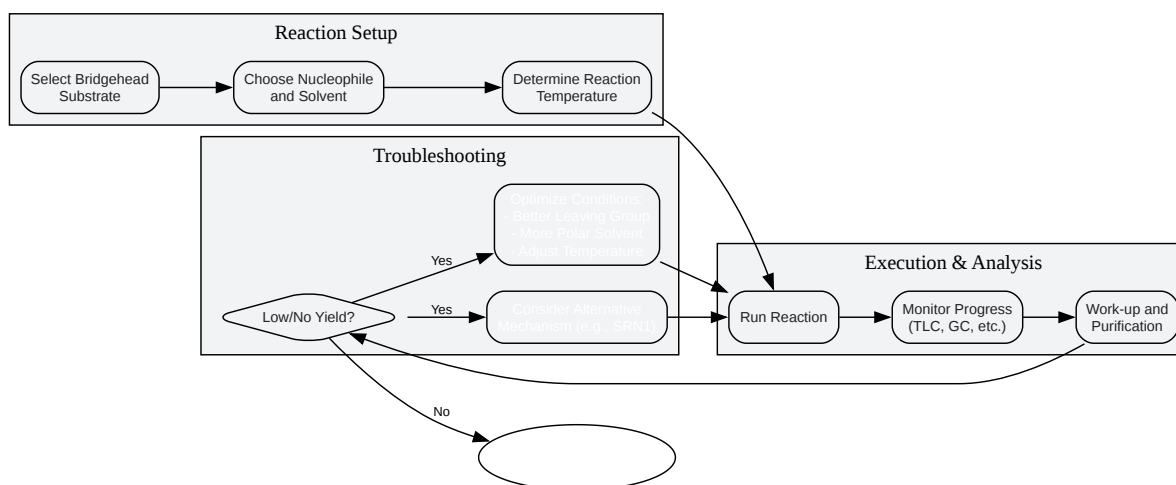 Reaction Setup
Select Bridgehead
Substrate
Choose Nucleophile
and Solvent
Determine Reaction
Temperature
Troubleshooting
Optimize Conditions
- Better Leaving Group
- More Polar Solvent
- Adjust Temperature
Yes
Low/No Yield?
Yes
Consider Alternative
Mechanism (e.g., SRN1)
No
Execution & Analysis
Run Reaction
Monitor Progress
(TLC, GC, etc.)
Work-up and
Purification